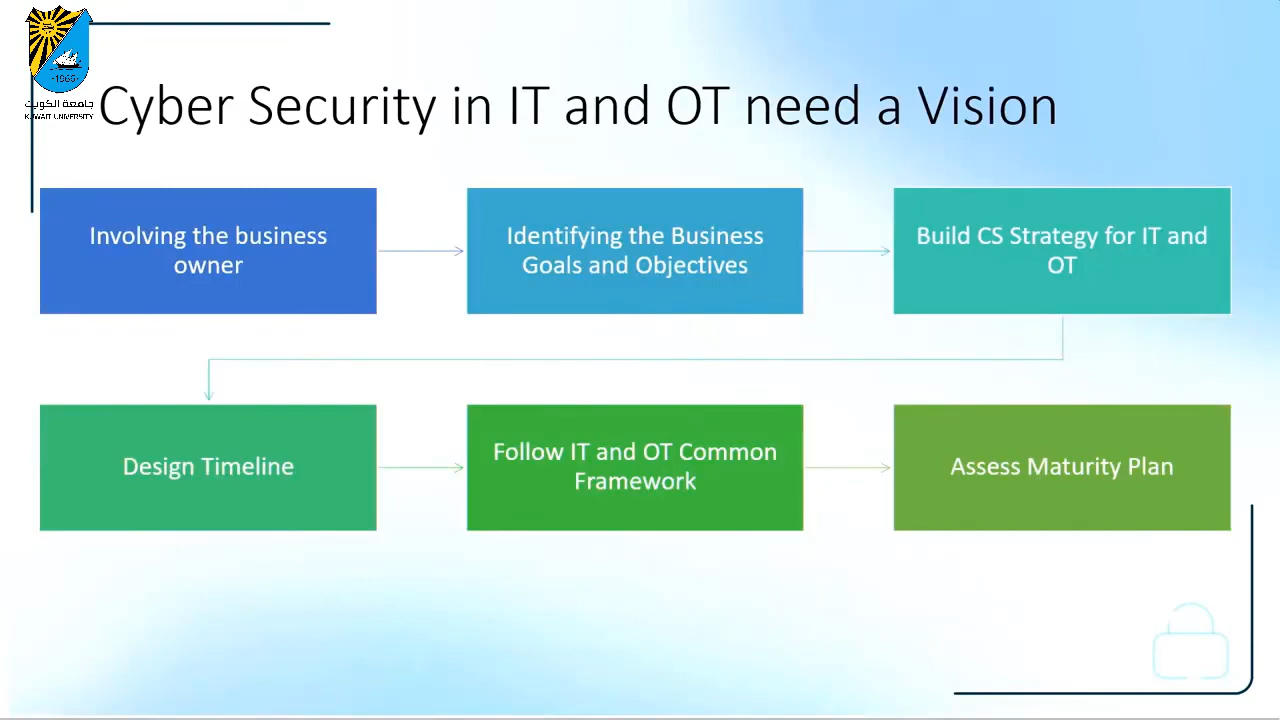 ·1966·
جامعة الكويت
KUWAIT UNIVERSITY
Cyber Security in IT and OT need a Vision
Involving the business
owner
Identifying the Business
Goals and Objectives
Build CS Strategy for IT and
OT
Design Timeline
Follow IT and OT Common
Framework
Assess Maturity Plan